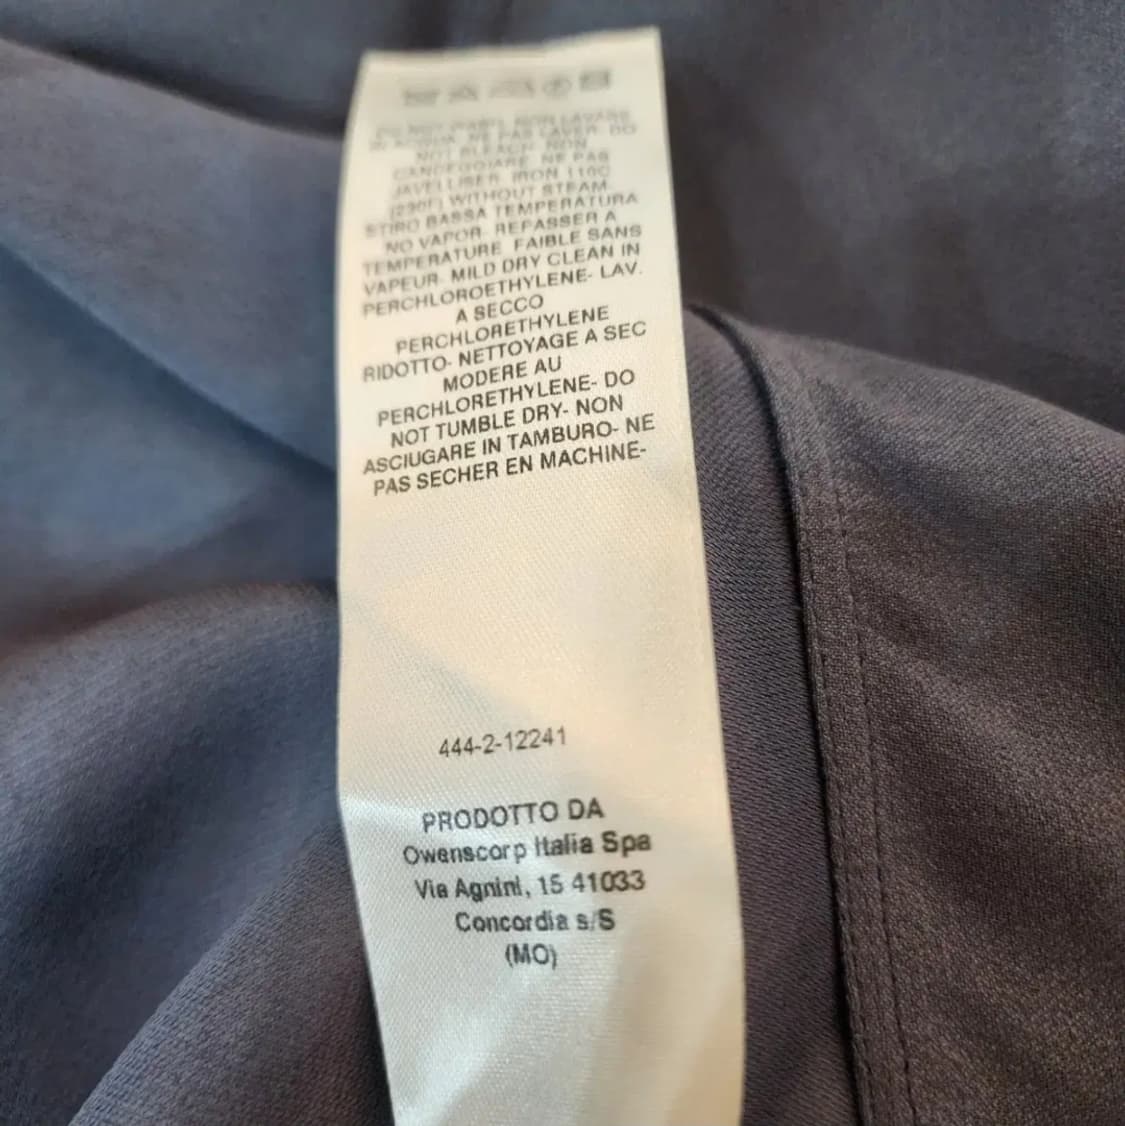 DO NOT WASH- NON LAVARE
IN ACQUA- NE PAS LAVER- DO
NOT BLEACH- NON
CANDEGGIARE- NE PAS
JAVELLISER- IRON 110C
(230F) WITHOUT STEAM-
STIRO BASSA TEMPERATURA
NO VAPOR- REPASSER A
TEMPERATURE FAIBLE SANS
VAPEUR- MILD DRY CLEAN IN
PERCHLOROETHYLENE- LAV.
A SECCO
PERCHLORETHYLENE
RIDOTTO- NETTOYAGE A SEC
MODERE AU
PERCHLORETHYLENE- DO
NOT TUMBLE DRY- NON
ASCIUGARE IN TAMBURO- NE
PAS SECHER EN MACHINE-
444-2-12241
PRODOTTO DA
Owenscorp Italia Spa
Via Agnini, 15 41033
Concordia s/S
(MO)